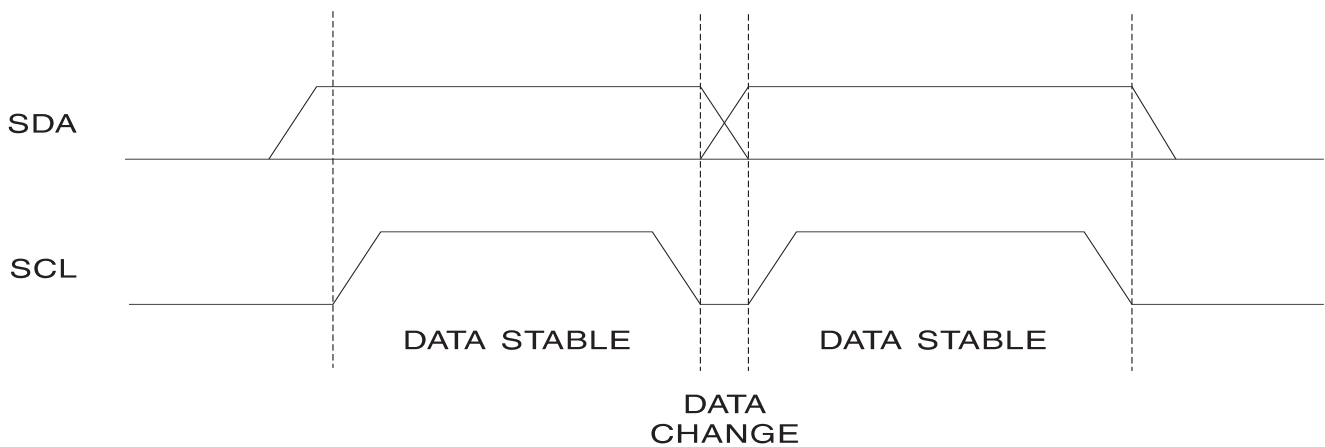 SDA
SCL
DATA STABLE
DATA STABLE
DATA
CHANGE